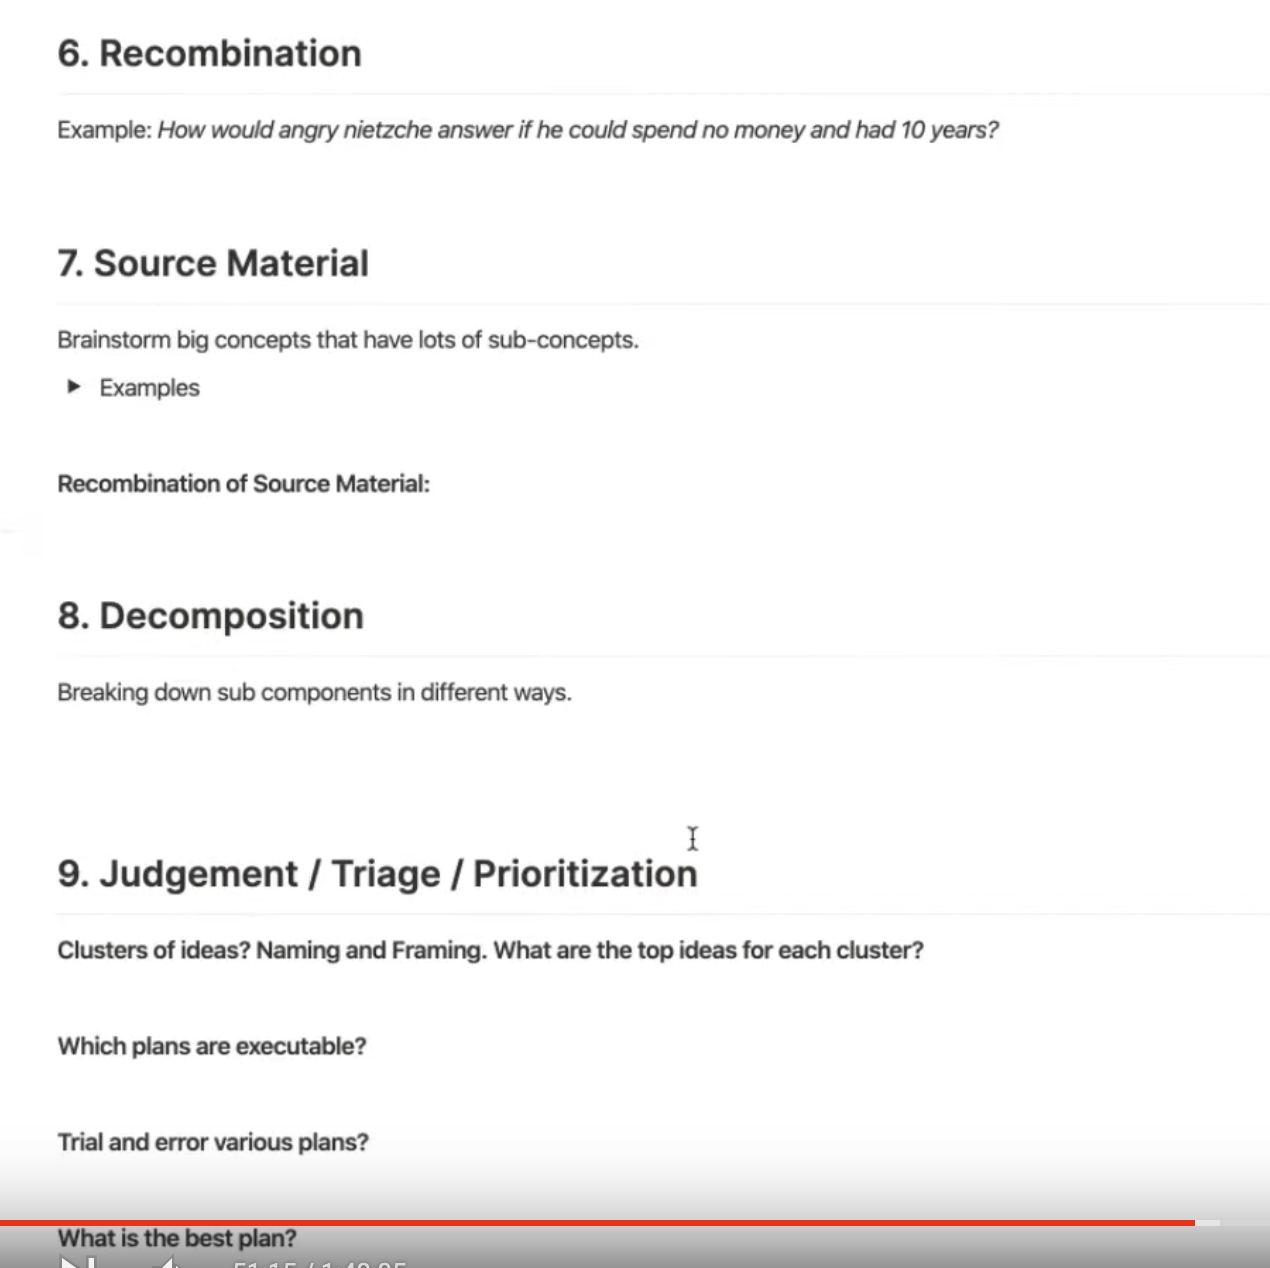 6. Recombination
Example: How would angry nietzche answer if he could spend no money and had 10 years?
7. Source Material
Brainstorm big concepts that have lots of sub-concepts.
Examples
Recombination of Source Material:
8. Decomposition
Breaking down sub components in different ways.
9. Judgement / Triage / Prioritization
Clusters of ideas? Naming and Framing. What are the top ideas for each cluster?
Which plans are executable?
Trial and error various plans?
What is the best plan?